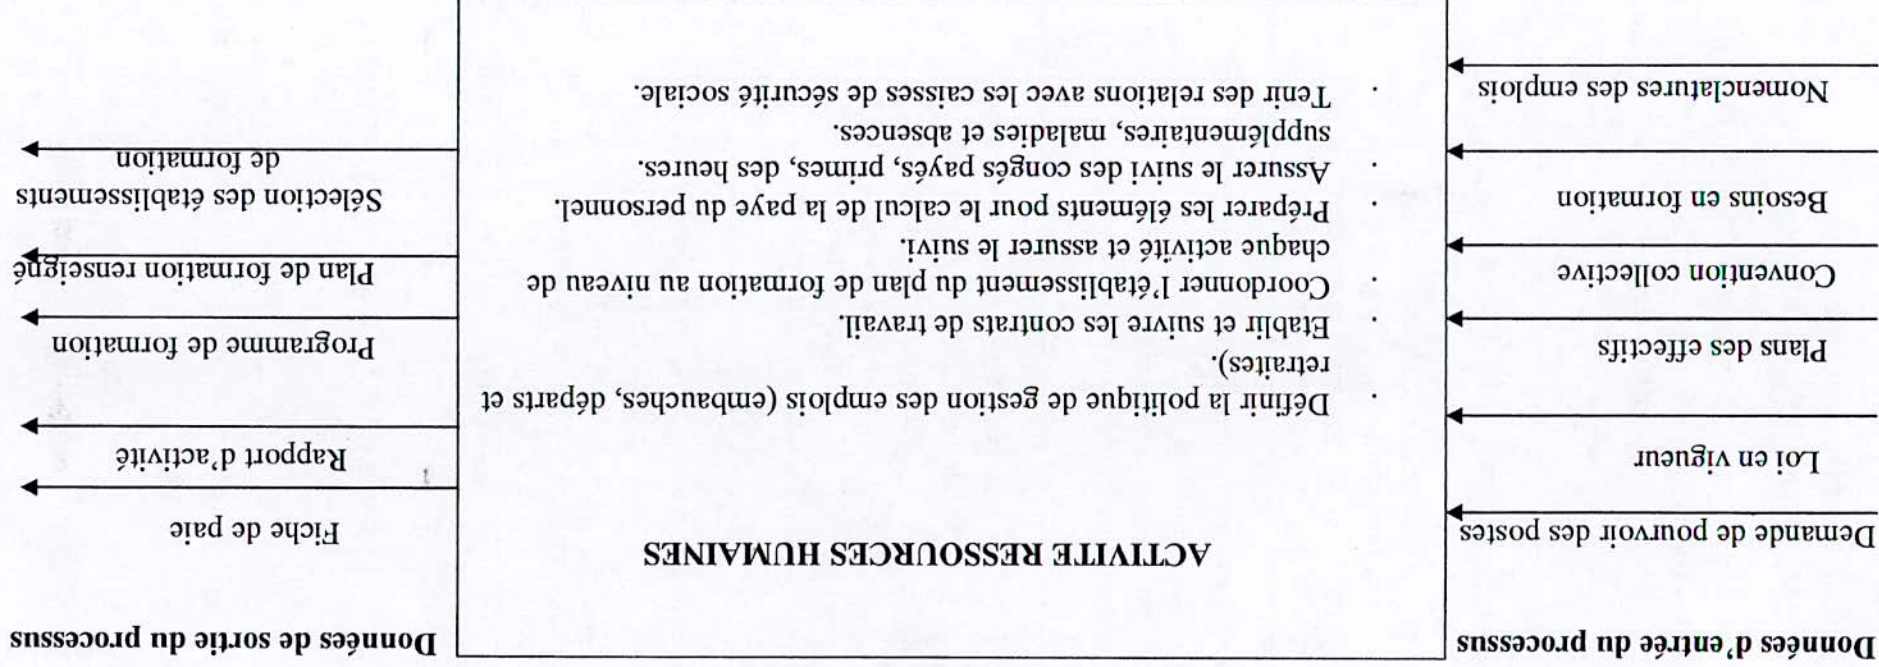 Données d'entrée du processus
Demande de pourvoir des postes
Loi en vigueur
Plans des effectifs
Convention collective
Besoins en formation
Nomenclatures des emplois
ACTIVITE RESSOURCES HUMAINES
. Définir la politique de gestion des emplois (embauches, départs et
retraites).
. Etablir et suivre les contrats de travail.
. Coordonner l'établissement du plan de formation au niveau de
chaque activité et assurer le suivi.
. Préparer les éléments pour le calcul de la paye du personnel.
. Assurer le suivi des congés payés, primes, des heures.
supplémentaires, maladies et absences.
. Tenir des relations avec les caisses de sécurité sociale.
Données de sortie du processus
Fiche de paie
Rapport d'activité
Programme de formation
Plan de formation renseigné
Sélection des établissements
de formation